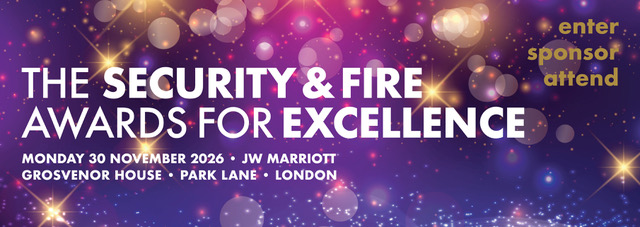 enter
sponsor
attend
THE SECURITY & FIRE
AWARDS FOR EXCELLENCE
MONDAY 30 NOVEMBER 2026 • JW MARRIOTT
GROSVENOR HOUSE • PARK LANE • LONDON